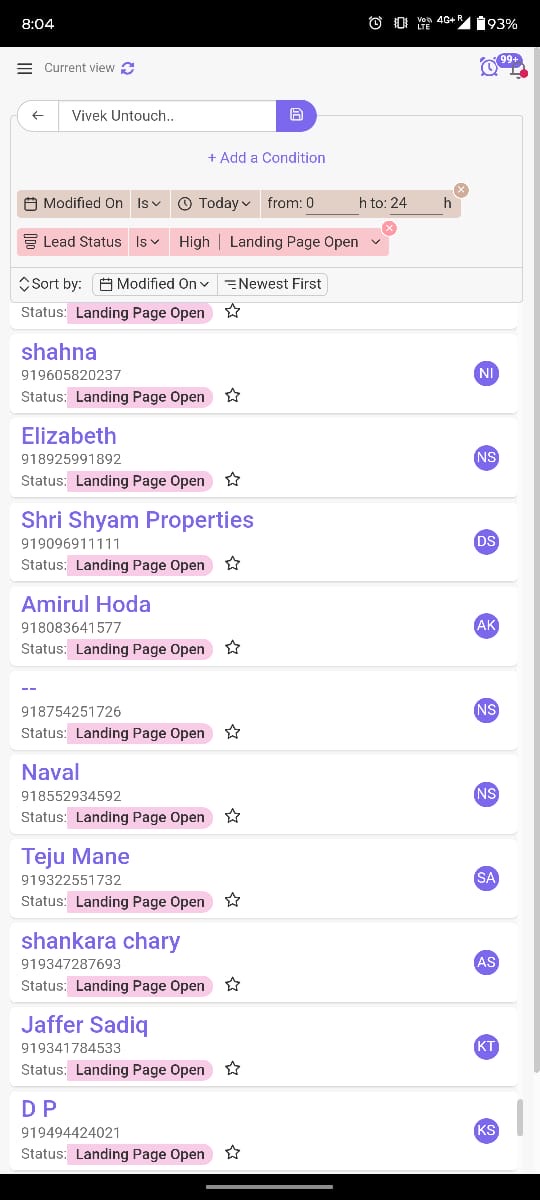 8:04
Vo)) LTE 4G+ R 93%
Current view 99+
Vivek Untouch..
+ Add a Condition
Modified On Is Today from: 0 h to: 24 h
Lead Status Is High Landing Page Open
Sort by: Modified On Newest First
Status: Landing Page Open
shahna
919605820237 NI
Status: Landing Page Open
Elizabeth
918925991892 NS
Status: Landing Page Open
Shri Shyam Properties
919096911111 DS
Status: Landing Page Open
Amirul Hoda
918083641577 AK
Status: Landing Page Open
--
918754251726 NS
Status: Landing Page Open
Naval
918552934592 NS
Status: Landing Page Open
Teju Mane
919322551732 SA
Status: Landing Page Open
shankara chary
919347287693 AS
Status: Landing Page Open
Jaffer Sadiq
919341784533 KT
Status: Landing Page Open
D P
919494424021 KS
Status: Landing Page Open